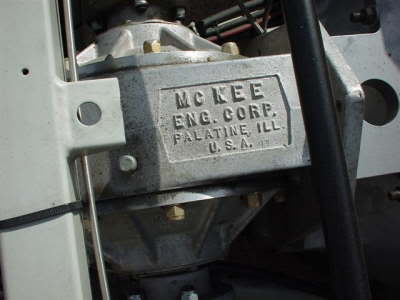 MCKEE
ENG. CORP.
PALATINE, ILL.
U.S.A.